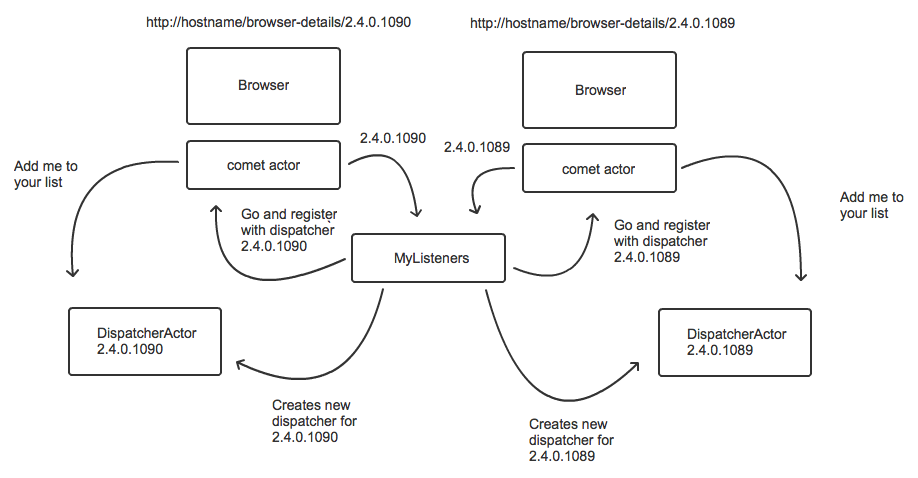 http://hostname/browser-details/2.4.0.1090
http://hostname/browser-details/2.4.0.1089
Browser
Browser
2.4.0.1090
2.4.0.1089
comet actor
comet actor
Add me to
your list
Add me to
your list
Go and register
with dispatcher
2.4.0.1090
Go and register
with dispatcher
2.4.0.1089
MyListeners
DispatcherActor
2.4.0.1090
DispatcherActor
2.4.0.1089
Creates new
dispatcher for
2.4.0.1090
Creates new
dispatcher for
2.4.0.1089